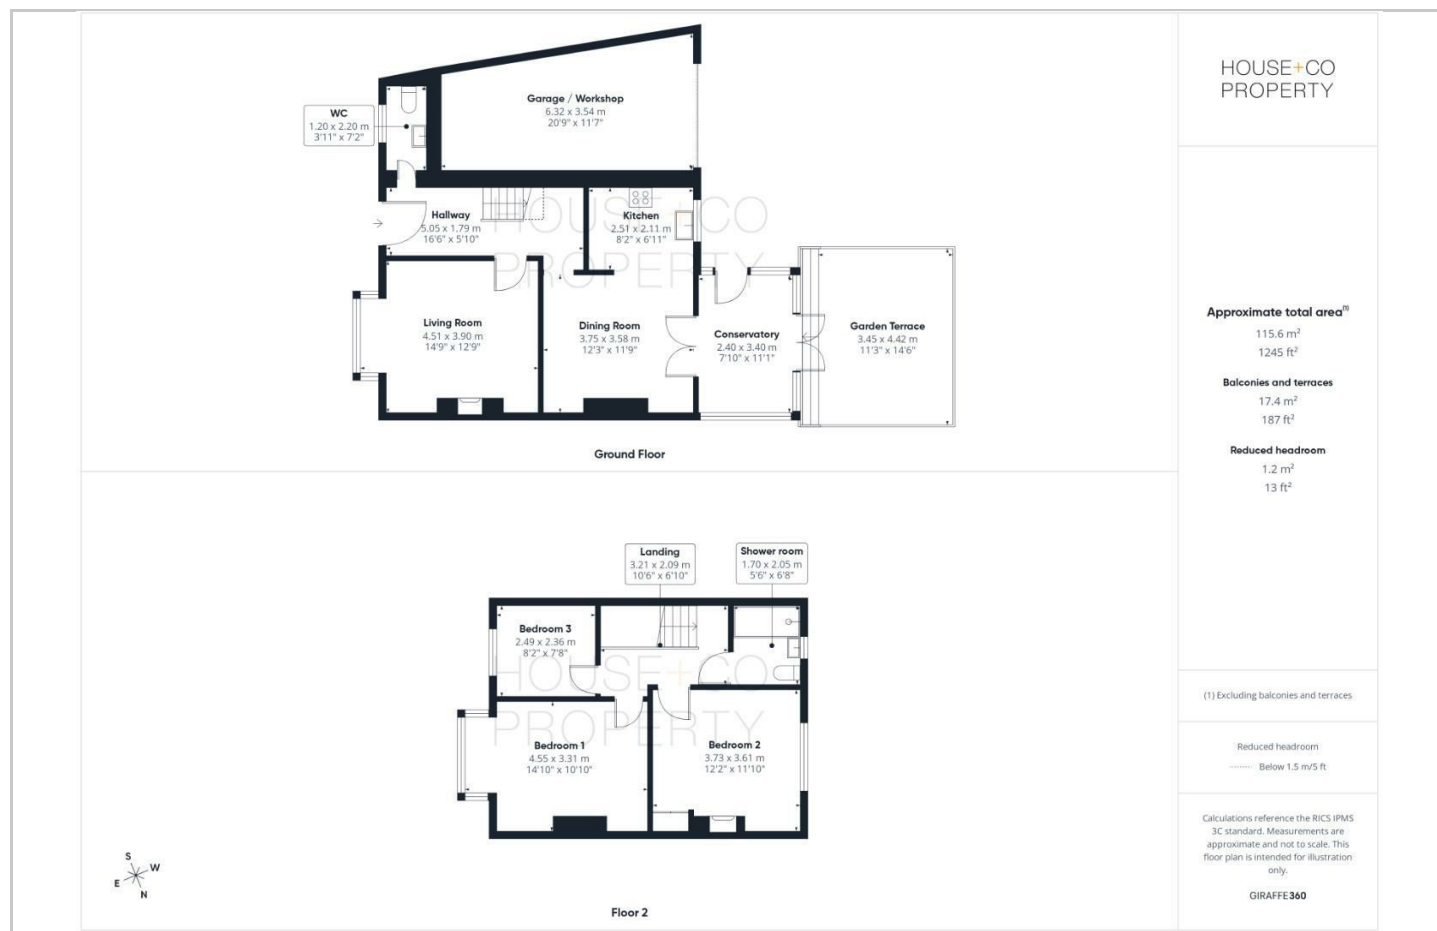 WC
1.20 x 2.20 m
3'11" x 7'2"
Garage / Workshop
6.32 x 3.54 m
20'9" x 11'7"
Hallway
5.05 x 1.79 m
16'6" x 5'10"
Kitchen
2.51 x 2.11 m
8'2" x 6'11"
HOUSE+CO
PROPERTY
Living Room
4.51 x 3.90 m
14'9" x 12'9"
Dining Room
3.75 x 3.58 m
12'3" x 11'9"
Conservatory
2.40 x 3.40 m
7'10" x 11'1"
Garden Terrace
3.45 x 4.42 m
11'3" x 14'6"
Ground Floor
Landing
3.21 x 2.09 m
10'6" x 6'10"
Shower room
1.70 x 2.05 m
5'6" x 6'8"
Bedroom 3
2.49 x 2.36 m
8'2" x 7'8"
HOUSE+CO
PROPERTY
Bedroom 1
4.55 x 3.31 m
14'10" x 10'10"
Bedroom 2
3.73 x 3.61 m
12'2" x 11'10"
S
W
E
N
Floor 2
HOUSE+CO
PROPERTY
Approximate total area(1)
115.6 m²
1245 ft²
Balconies and terraces
17.4 m²
187 ft²
Reduced headroom
1.2 m²
13 ft²
(1) Excluding balconies and terraces
Reduced headroom
Below 1.5 m/5 ft
Calculations reference the RICS IPMS
3C standard. Measurements are
approximate and not to scale. This
floor plan is intended for illustration
only.
GIRAFFE360